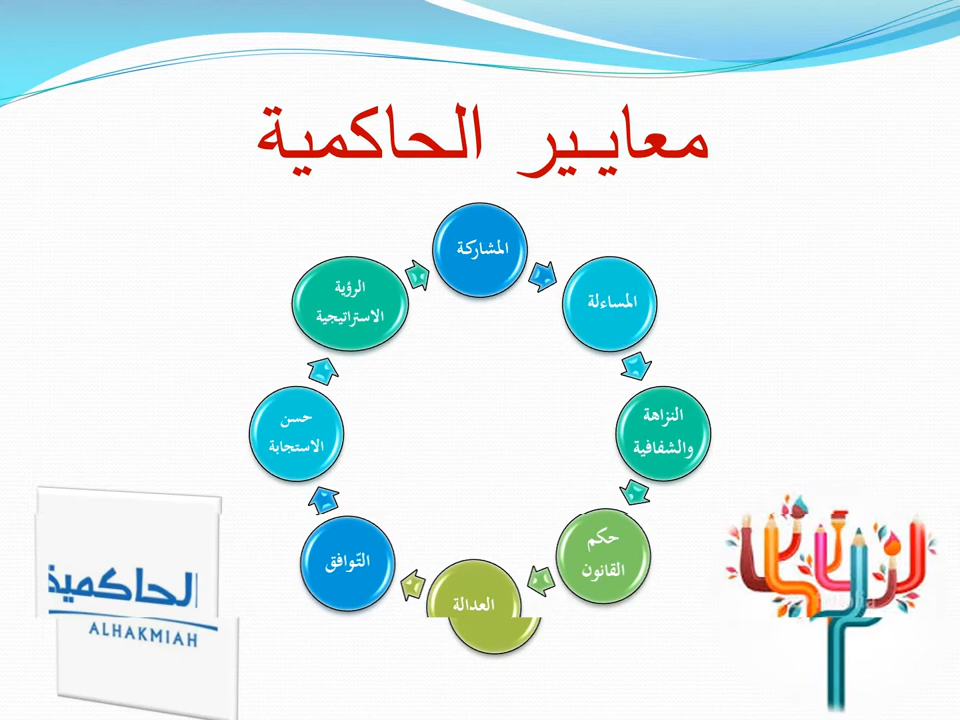 معايير الحاكمية
المشاركة
المساءلة
النزاهة
والشفافية
حكم
القانون
العدالة
التّوافق
حسن
الاستجابة
الرؤية
الاستراتيجية
الحاكمية
ALHAKMIAH